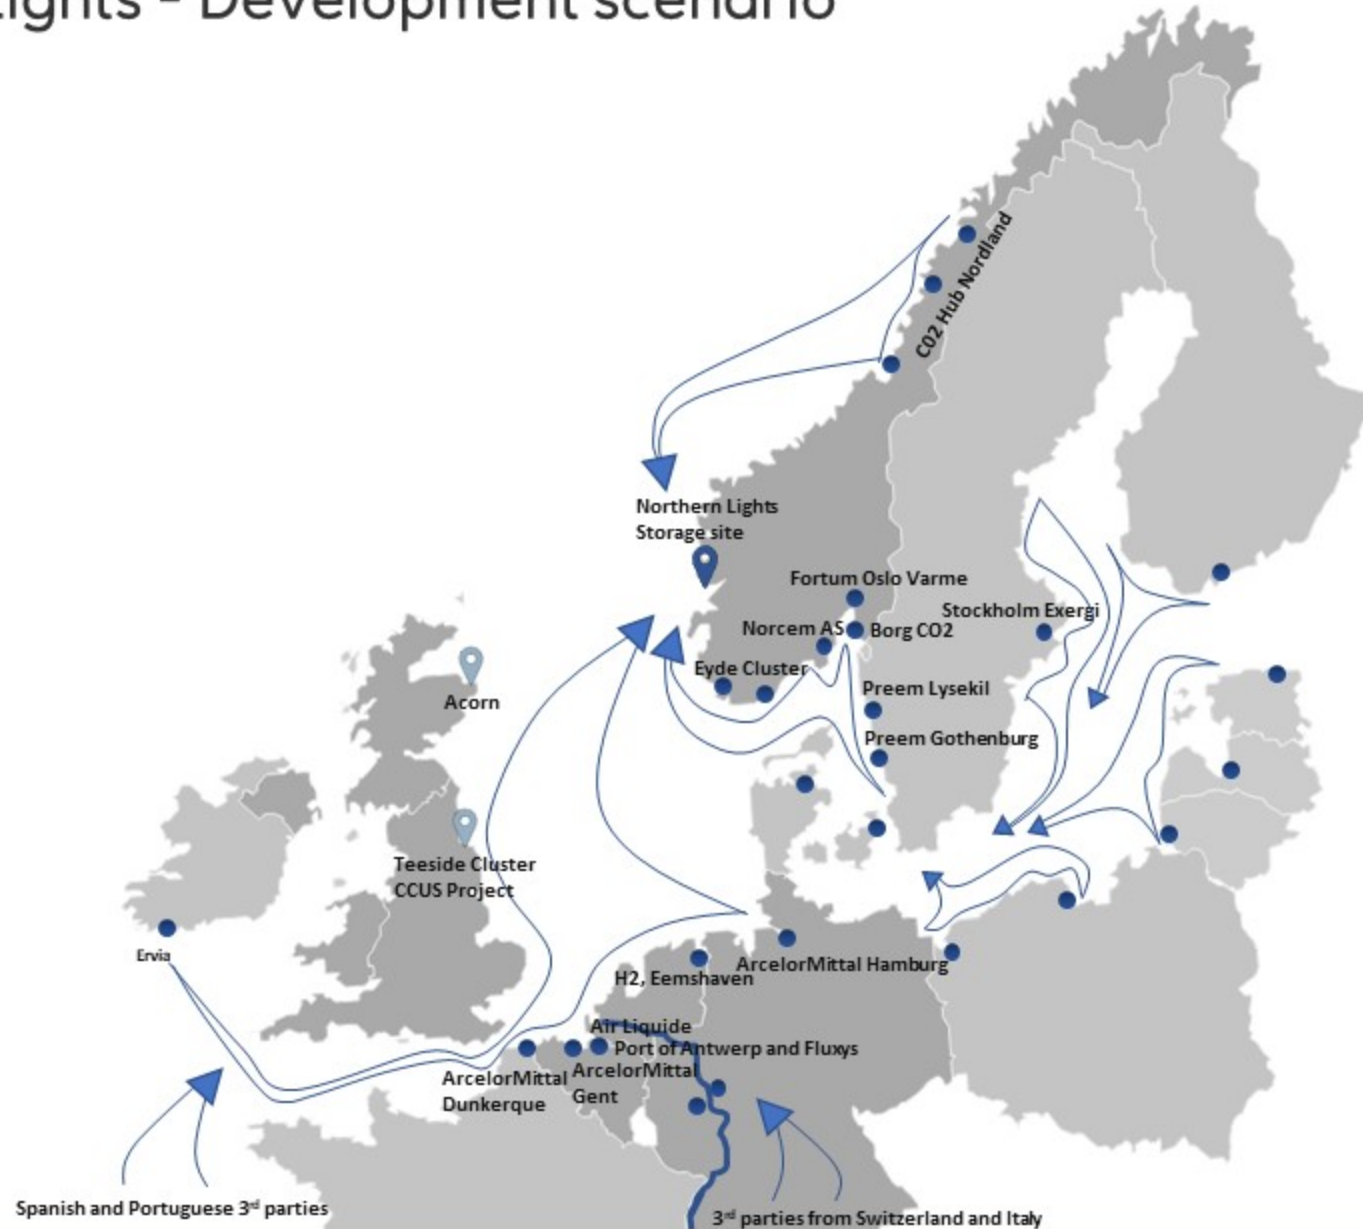 ights - Development scenario
C02 Hub Nordland
Northern Lights
Storage site
Fortum Oslo Varme
Stockholm Exergi
Norcem AS
Borg CO2
Eyde Cluster
Preem Lysekil
Acorn
Preem Gothenburg
Teeside Cluster
CCUS Project
Ervia
ArcelorMittal Hamburg
H2, Eemshaven
Air Liquide
Port of Antwerp and Fluxys
ArcelorMittal
Dunkerque
ArcelorMittal
Gent
Spanish and Portuguese 3rd parties
3rd parties from Switzerland and Italy